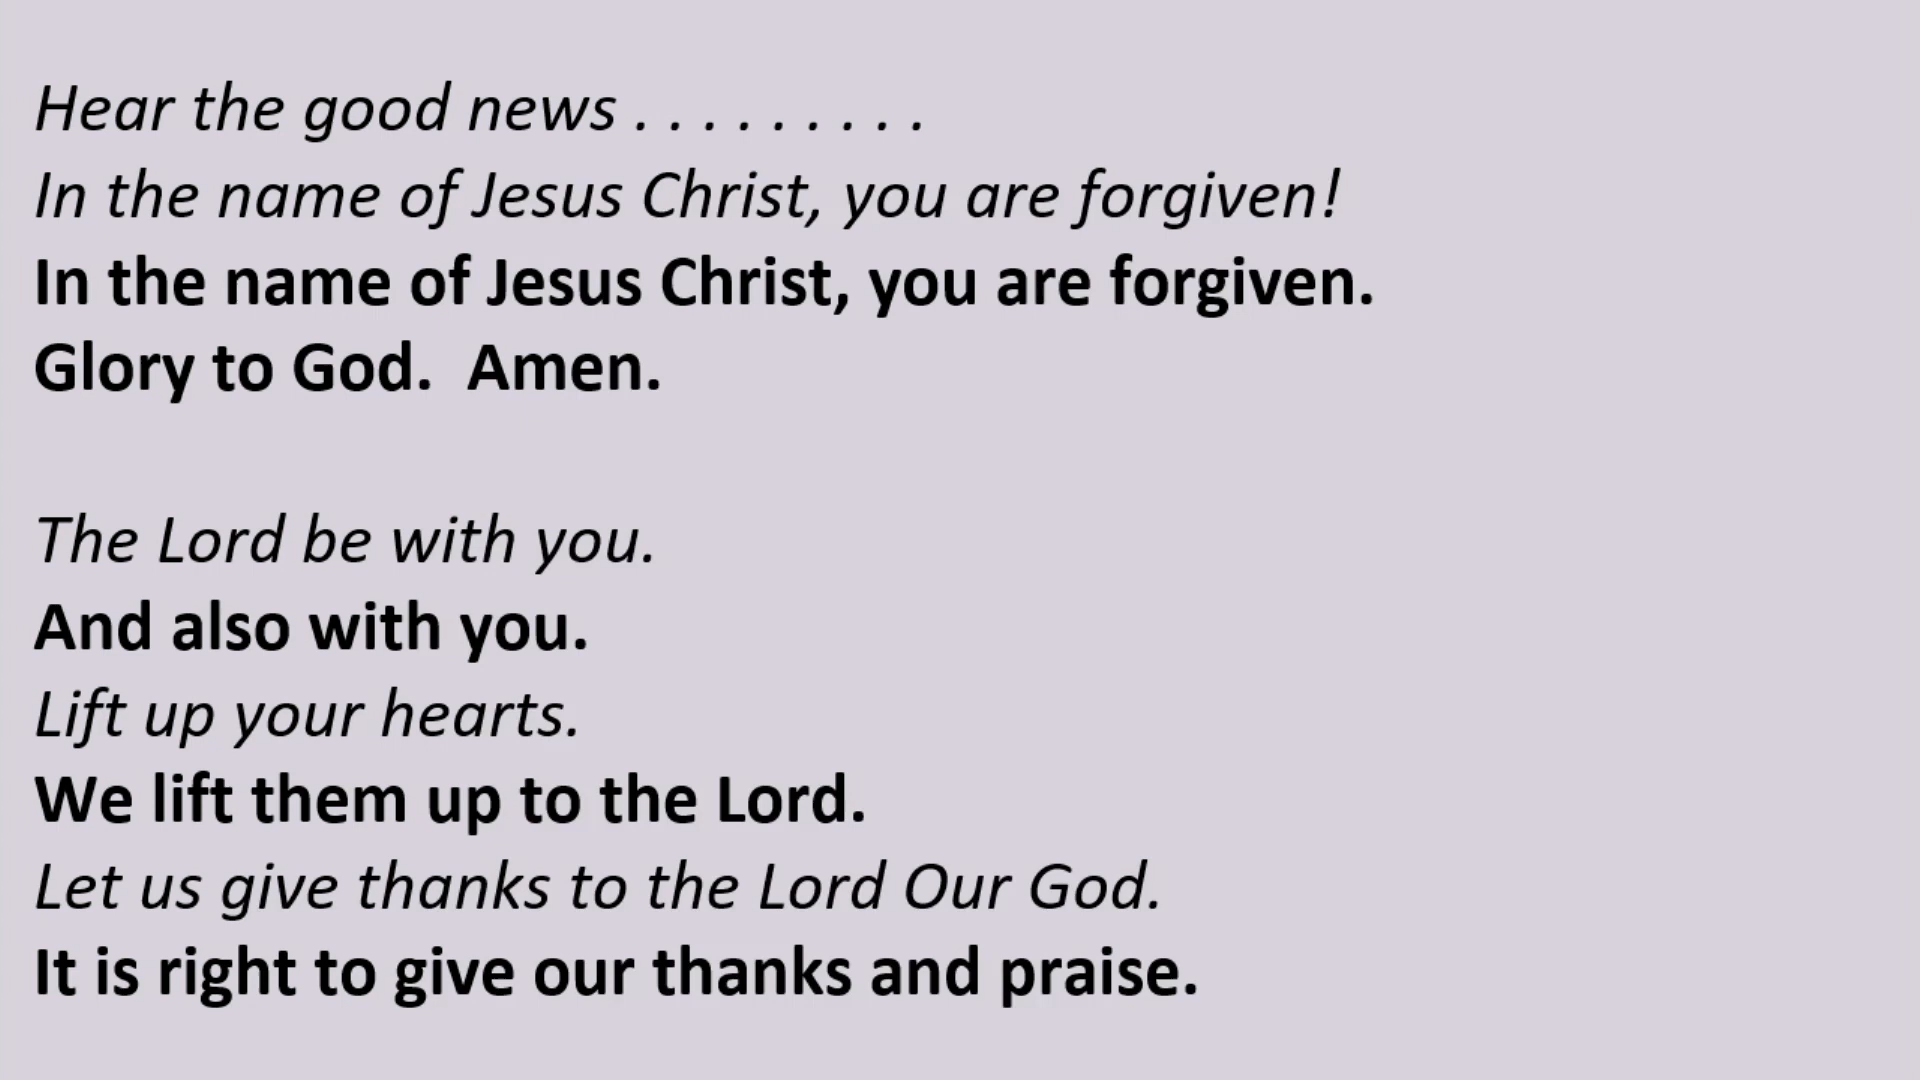 Hear the good news . . . . . . . . .
In the name of Jesus Christ, you are forgiven!
In the name of Jesus Christ, you are forgiven.
Glory to God.  Amen.
The Lord be with you.
And also with you.
Lift up your hearts.
We lift them up to the Lord.
Let us give thanks to the Lord Our God.
It is right to give our thanks and praise.